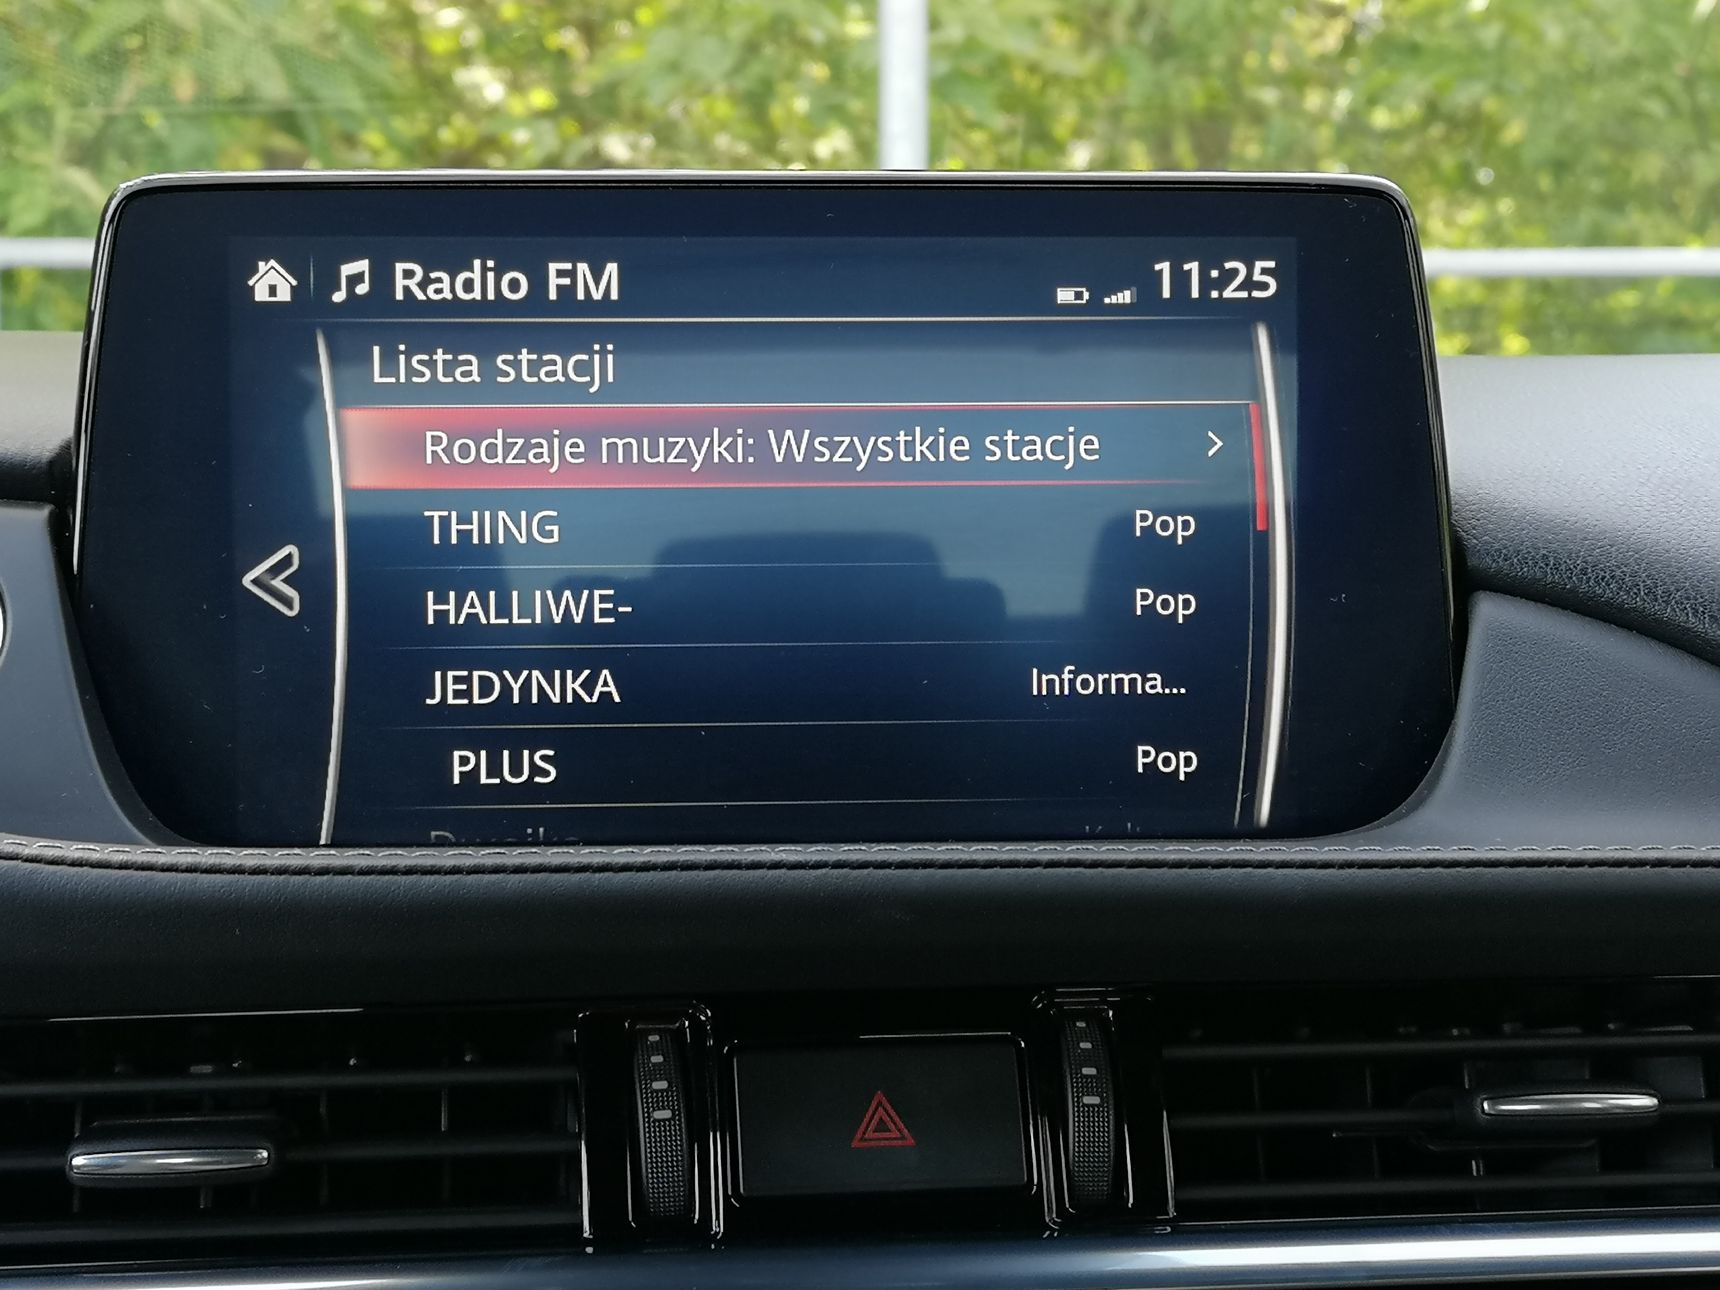 Radio FM 11:25
Lista stacji
Rodzaje muzyki: Wszystkie stacje
THING Pop
HALLIWE- Pop
JEDYNKA Informa...
PLUS Pop